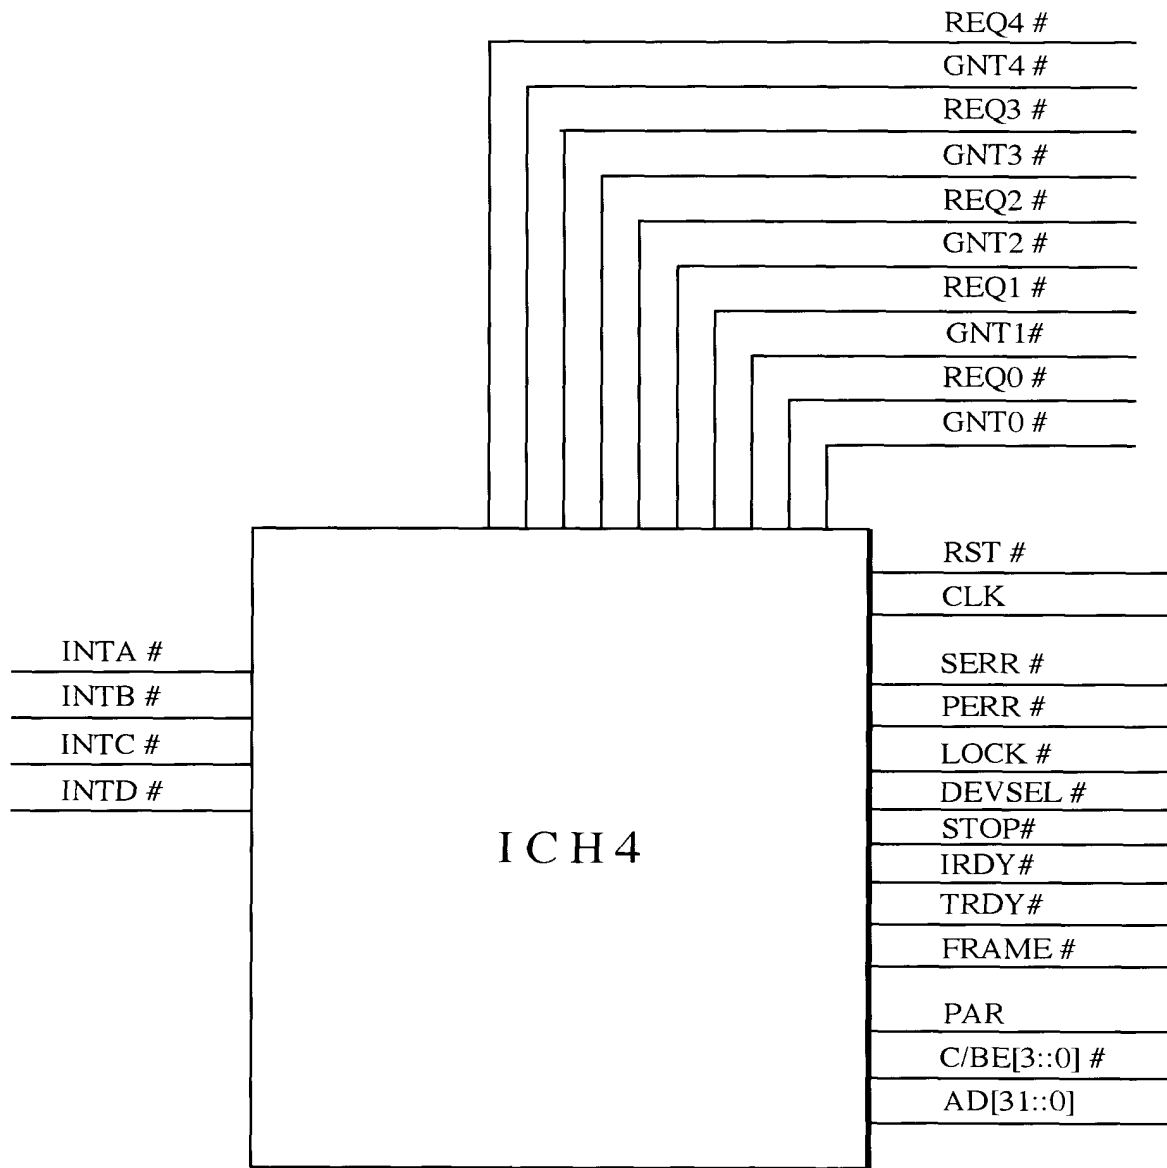 REQ4 #
GNT4 #
REQ3 #
GNT3 #
REQ2 #
GNT2 #
REQ1 #
GNT1#
REQ0 #
GNT0 #
RST #
CLK
INTA #
INTB #
INTC #
INTD #
ICH4
SERR #
PERR #
LOCK #
DEVSEL #
STOP#
IRDY#
TRDY#
FRAME #
PAR
C/BE[3::0] #
AD[31::0]